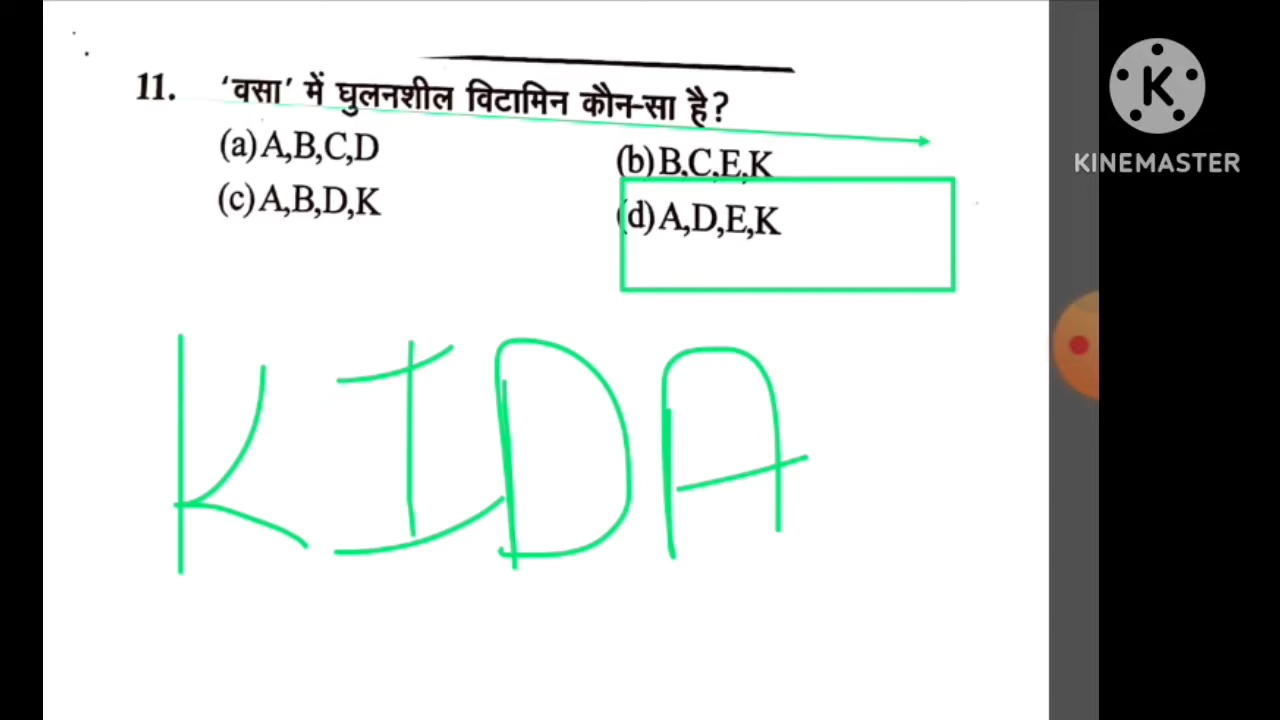 11. 'वसा' में घुलनशील विटामिन कौन-सा है?
(a) A,B,C,D
(b) B,C,E,K
(c) A,B,D,K
(d) A,D,E,K
KIDA
K
KINEMASTER